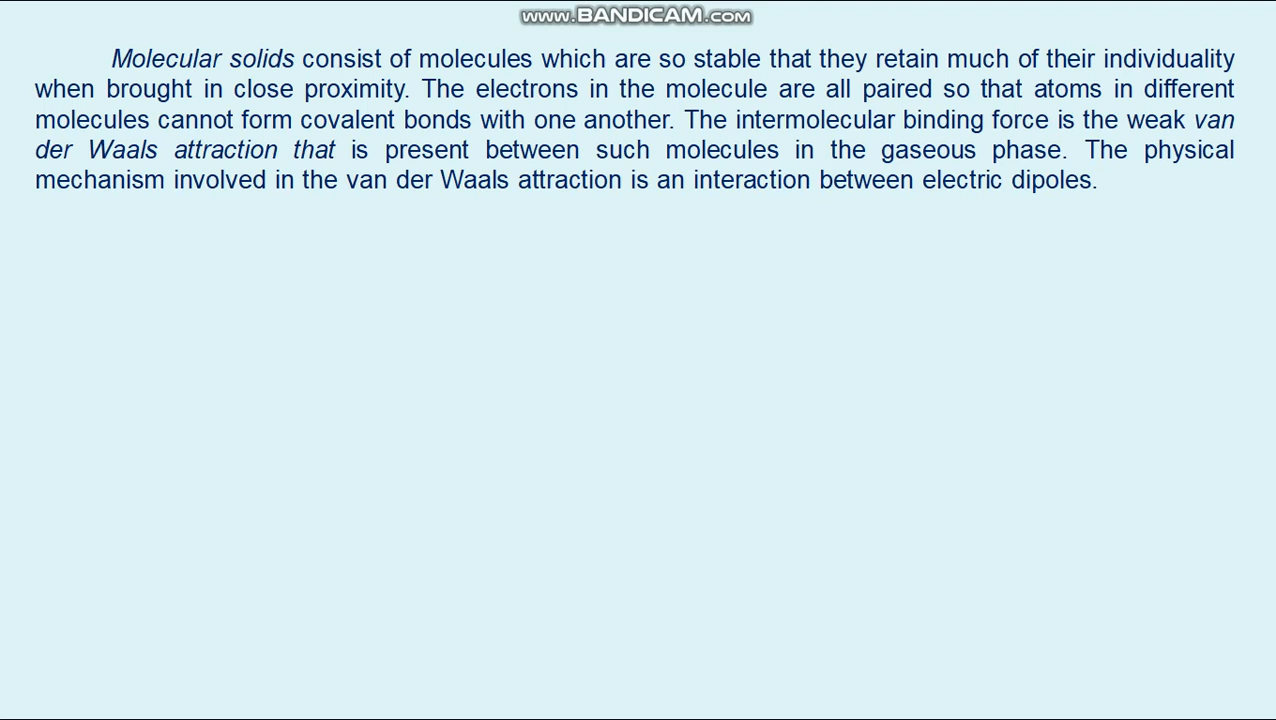 www.BANDICAM.com
Molecular solids consist of molecules which are so stable that they retain much of their individuality
when brought in close proximity. The electrons in the molecule are all paired so that atoms in different
molecules cannot form covalent bonds with one another. The intermolecular binding force is the weak van
der Waals attraction that is present between such molecules in the gaseous phase. The physical
mechanism involved in the van der Waals attraction is an interaction between electric dipoles.